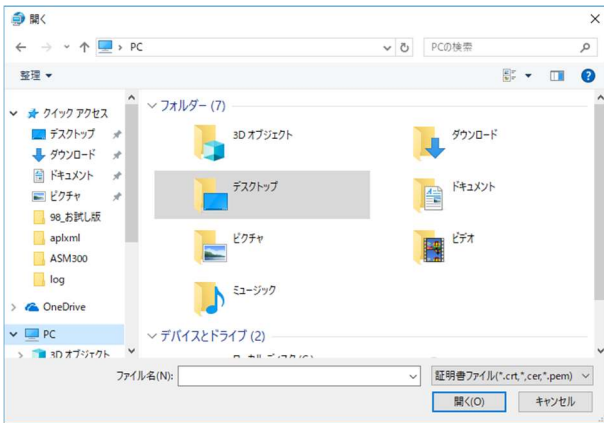 開く
PC
PCの検索
整理
クイック アクセス
デスクトップ
ダウンロード
ドキュメント
ピクチャ
98_お試し版
aplxml
ASM300
log
OneDrive
PC
3D オブジェクト
フォルダー (7)
3D オブジェクト
ダウンロード
デスクトップ
ドキュメント
ピクチャ
ビデオ
ミュージック
デバイスとドライブ (2)
ファイル名(N):
証明書ファイル(*.crt,*,cer,*.pem)
開く(O)
キャンセル